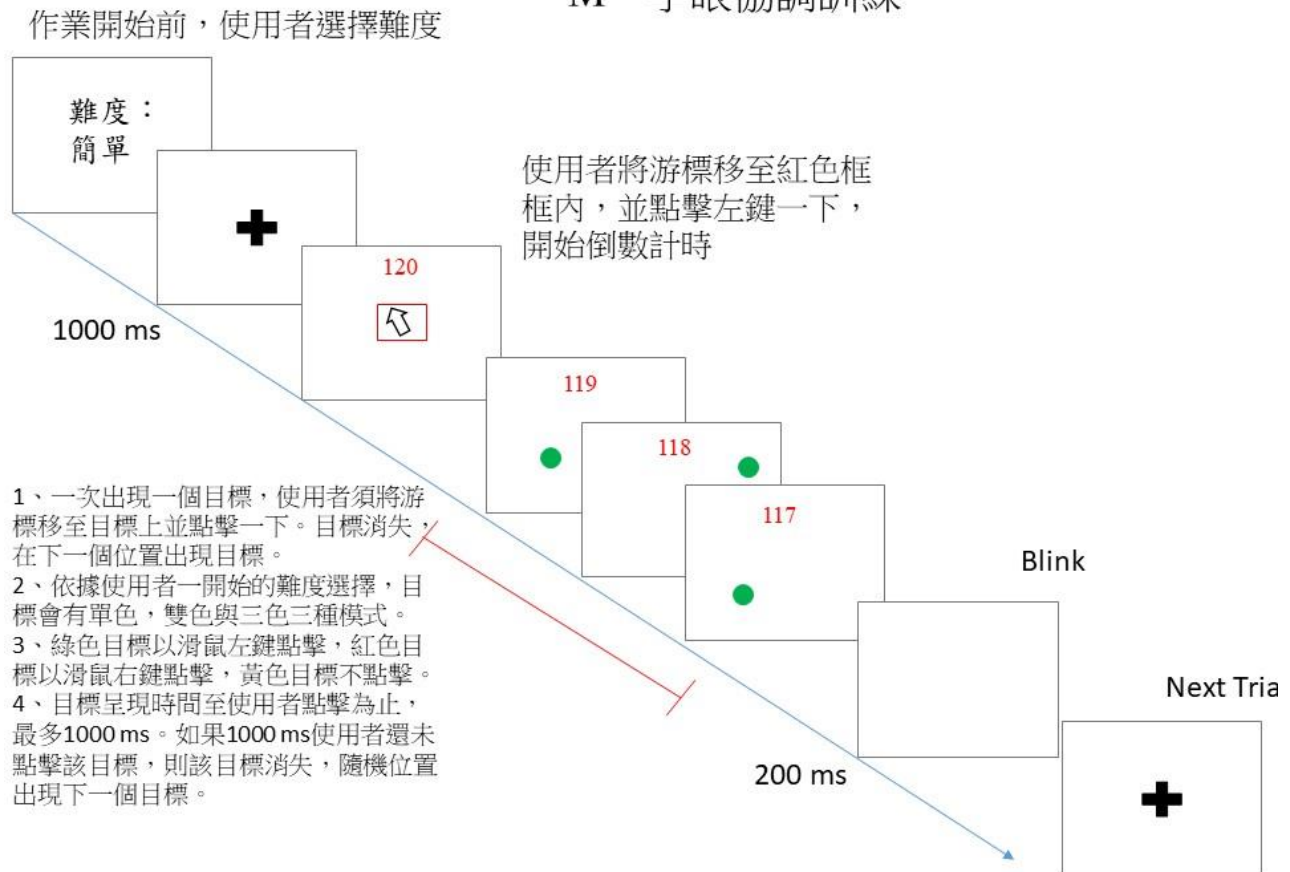 M 手眼協調訓練
作業開始前，使用者選擇難度
難度：
簡單
使用者將游標移至紅色框
框內，並點擊左鍵一下，
開始倒數計時
120
1000 ms
119
118
117
1、一次出現一個目標，使用者須將游
標移至目標上並點擊一下。目標消失，
在下一個位置出現目標。
2、依據使用者一開始的難度選擇，目
標會有單色，雙色與三色三種模式。
3、綠色目標以滑鼠左鍵點擊，紅色目
標以滑鼠右鍵點擊，黃色目標不點擊。
4、目標呈現時間至使用者點擊為止，
最多1000 ms。如果1000 ms使用者還未
點擊該目標，則該目標消失，隨機位置
出現下一個目標。
Blink
200 ms
Next Tria